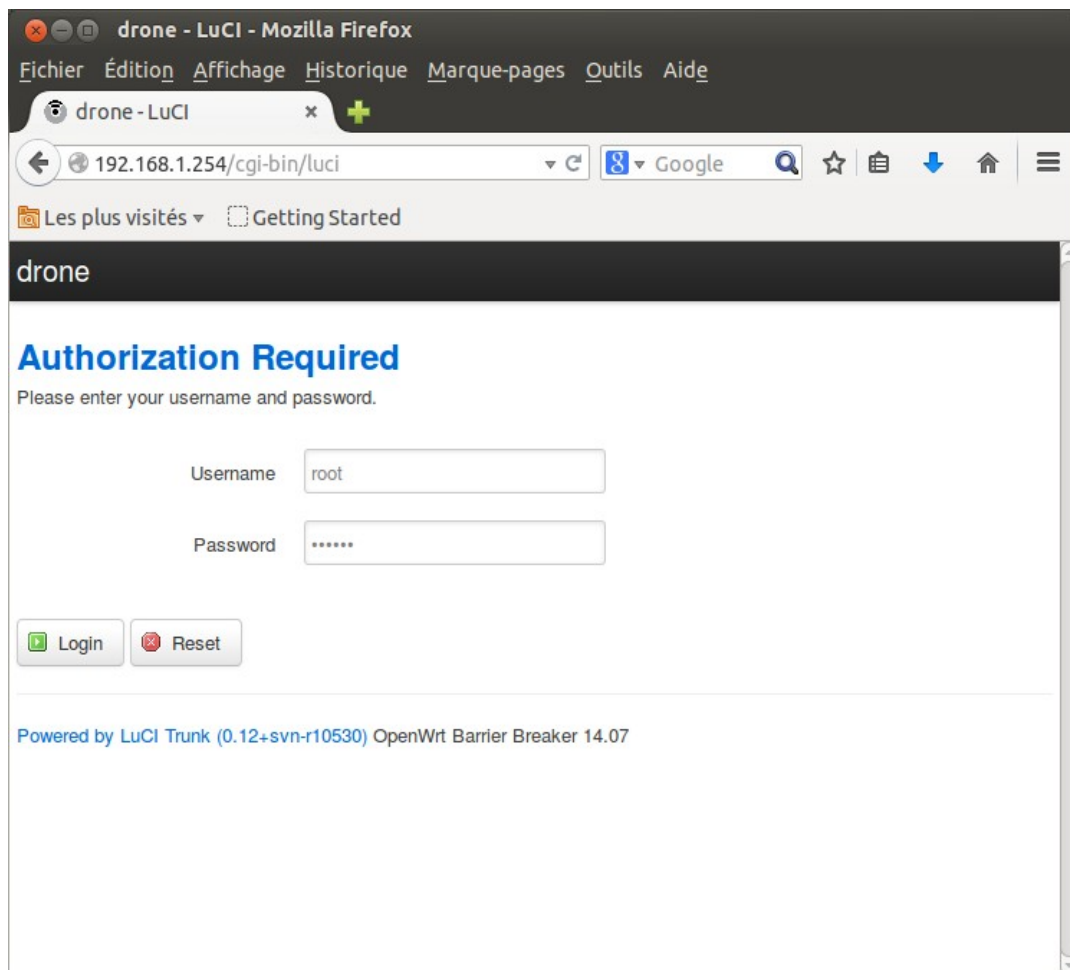 drone - LuCI - Mozilla Firefox
Fichier Édition Affichage Historique Marque-pages Outils Aide
drone - LuCI
192.168.1.254/cgi-bin/luci Google
Les plus visités Getting Started
drone
Authorization Required
Please enter your username and password.
Username root
Password ••••••
Login Reset
Powered by LuCI Trunk (0.12+svn-r10530) OpenWrt Barrier Breaker 14.07